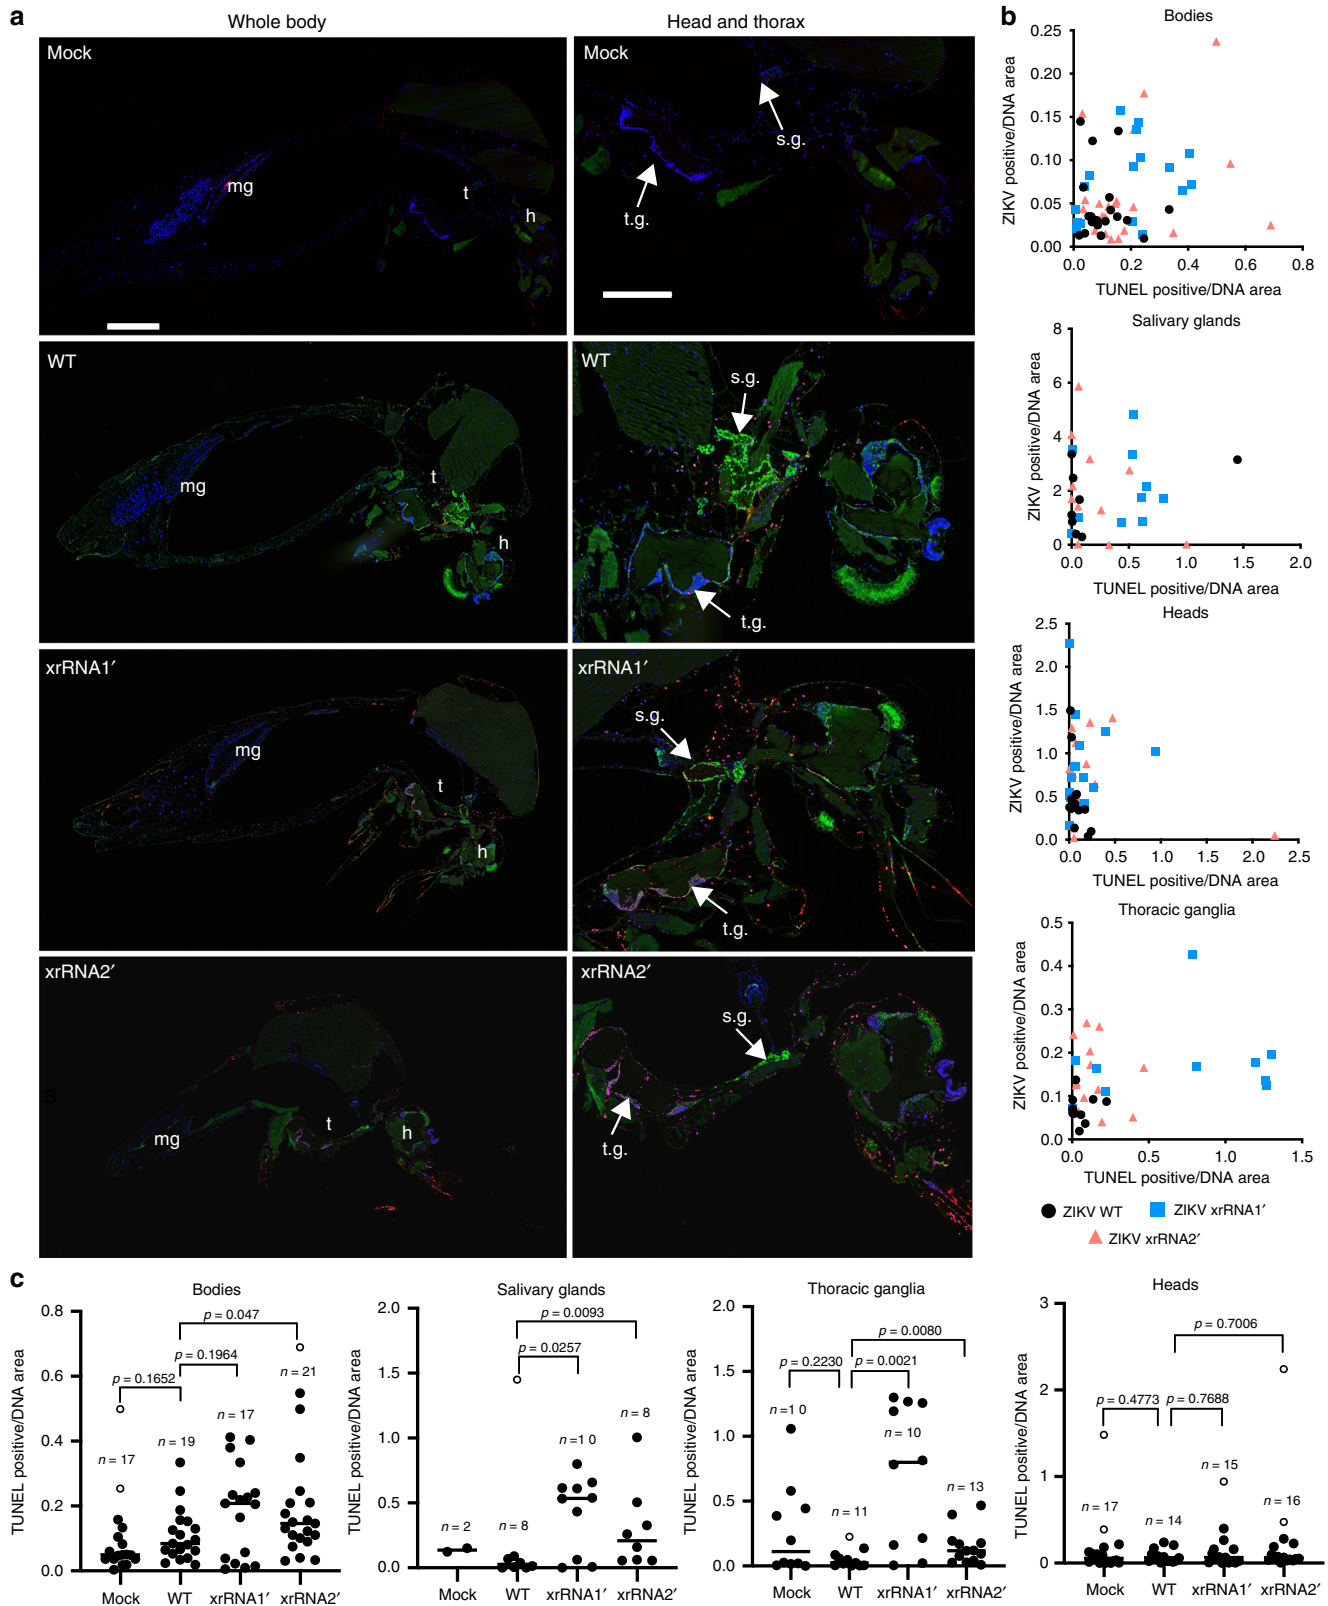 a
Whole body
Head and thorax
Mock
mg
t
h
Mock
s.g.
t.g.
WT
mg
t
h
WT
s.g.
t.g.
xrRNA1′
mg
t
h
xrRNA1′
s.g.
t.g.
xrRNA2′
B
mg
t
h
xrRNA2′
s.g.
t.g.
b
Bodies
ZIKV positive/DNA area
0.25
0.20
0.15
0.10
0.05
0.00
0.0 0.2 0.4 0.6 0.8
TUNEL positive/DNA area
Salivary glands
ZIKV positive/DNA area
8
6
4
2
0
0.0 0.5 1.0 1.5 2.0
TUNEL positive/DNA area
Heads
ZIKV positive/DNA area
2.5
2.0
1.5
1.0
0.5
0.0
0.0 0.5 1.0 1.5 2.0 2.5
TUNEL positive/DNA area
Thoracic ganglia
ZIKV positive/DNA area
0.5
0.4
0.3
0.2
0.1
0.0
0.0 0.5 1.0 1.5
TUNEL positive/DNA area
ZIKV WT
ZIKV xrRNA1′
ZIKV xrRNA2′
c
Bodies
TUNEL positive/DNA area
0.8
0.6
0.4
0.2
0.0
p = 0.047
p = 0.1964
p = 0.1652
n = 17
n = 19
n = 17
n = 21
Mock WT xrRNA1′ xrRNA2′
Salivary glands
TUNEL positive/DNA area
2.0
1.5
1.0
0.5
0.0
p = 0.0093
p = 0.0257
n = 2
n = 8
n =1 0
n = 8
Mock WT xrRNA1′ xrRNA2′
Thoracic ganglia
TUNEL positive/DNA area
2.0
1.5
1.0
0.5
0.0
p = 0.0080
p = 0.2230
p = 0.0021
n =1 0
n = 11
n = 10
n = 13
Mock WT xrRNA1′ xrRNA2′
Heads
TUNEL positive/DNA area
3
2
1
0
p = 0.7006
p = 0.4773
p = 0.7688
n = 17
n = 14
n = 15
n = 16
Mock WT xrRNA1′ xrRNA2′